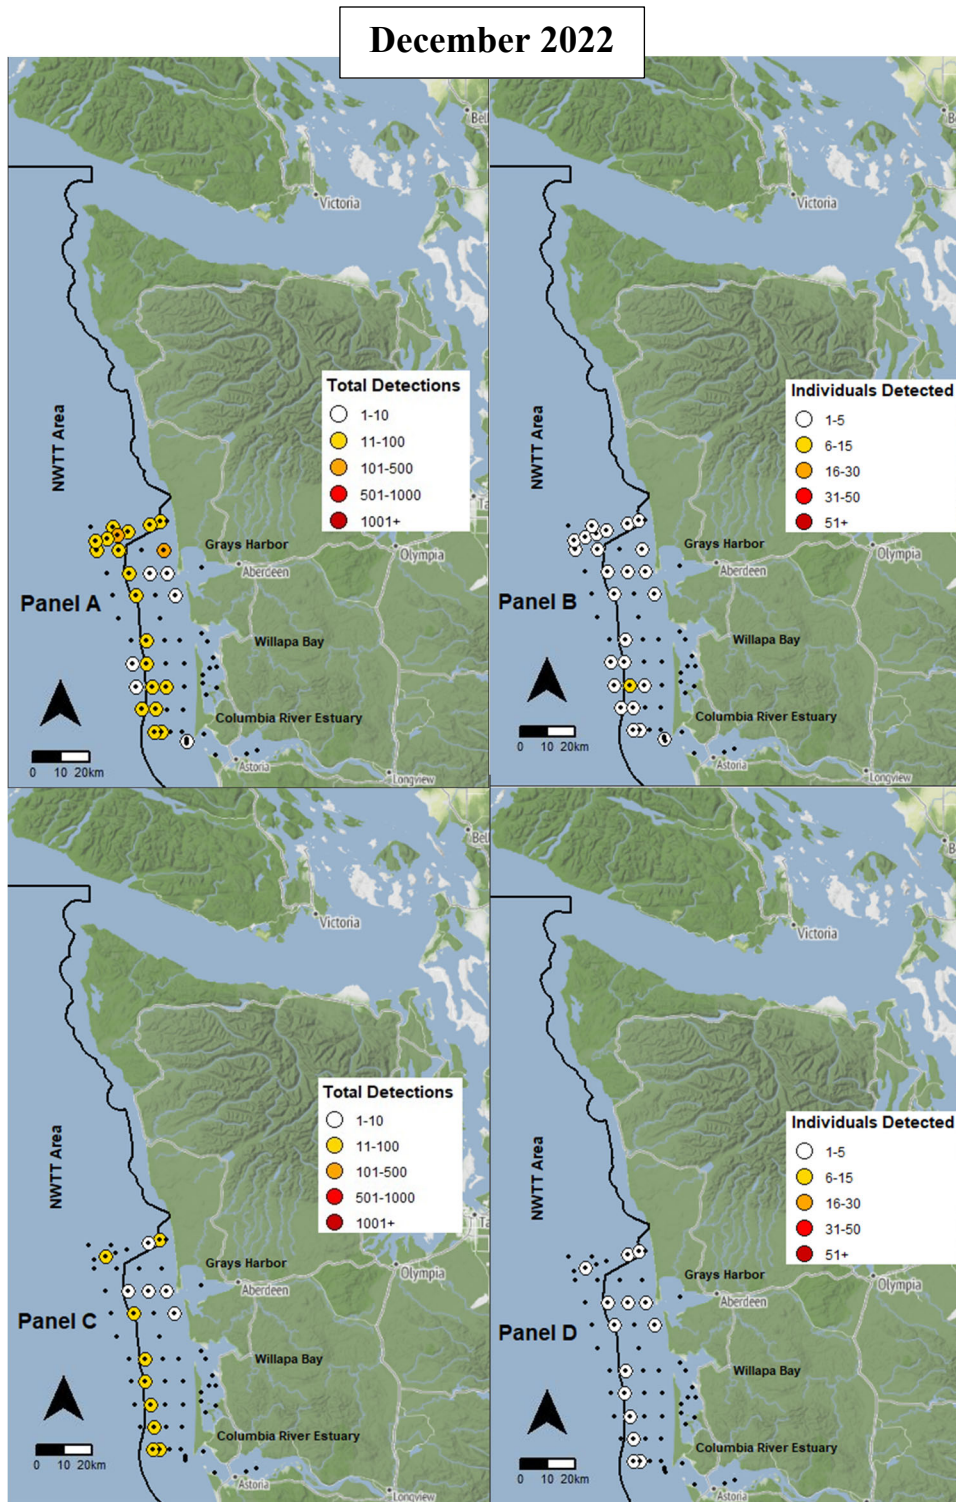 December 2022
Bel
Victoria
Total Detections
1-10
11-100
101-500
501-1000
1001+
NWTT Area
Ta
Grays Harbor
Olympia
Aberdeen
Panel A
Willapa Bay
Columbia River Estuary
0 10 20km
Astoria
Longview
B
Victoria
Individuals Detected
1-5
6-15
16-30
31-50
51+
NWTT Area
Grays Harbor
Olympia
Aberdeen
Panel B
Willapa Bay
Columbia River Estuary
0 10 20km
Astoria
Longview
Bel
Victoria
Total Detections
1-10
11-100
101-500
501-1000
1001+
NWTT Area
Ta
Grays Harbor
Olympia
Aberdeen
Panel C
Willapa Bay
Columbia River Estuary
0 10 20km
Astoria
Longview
B
Victoria
Individuals Detected
1-5
6-15
16-30
31-50
51+
NWTT Area
Grays Harbor
Olympia
Aberdeen
Panel D
Willapa Bay
Columbia River Estuary
0 10 20km
Astoria
Longview